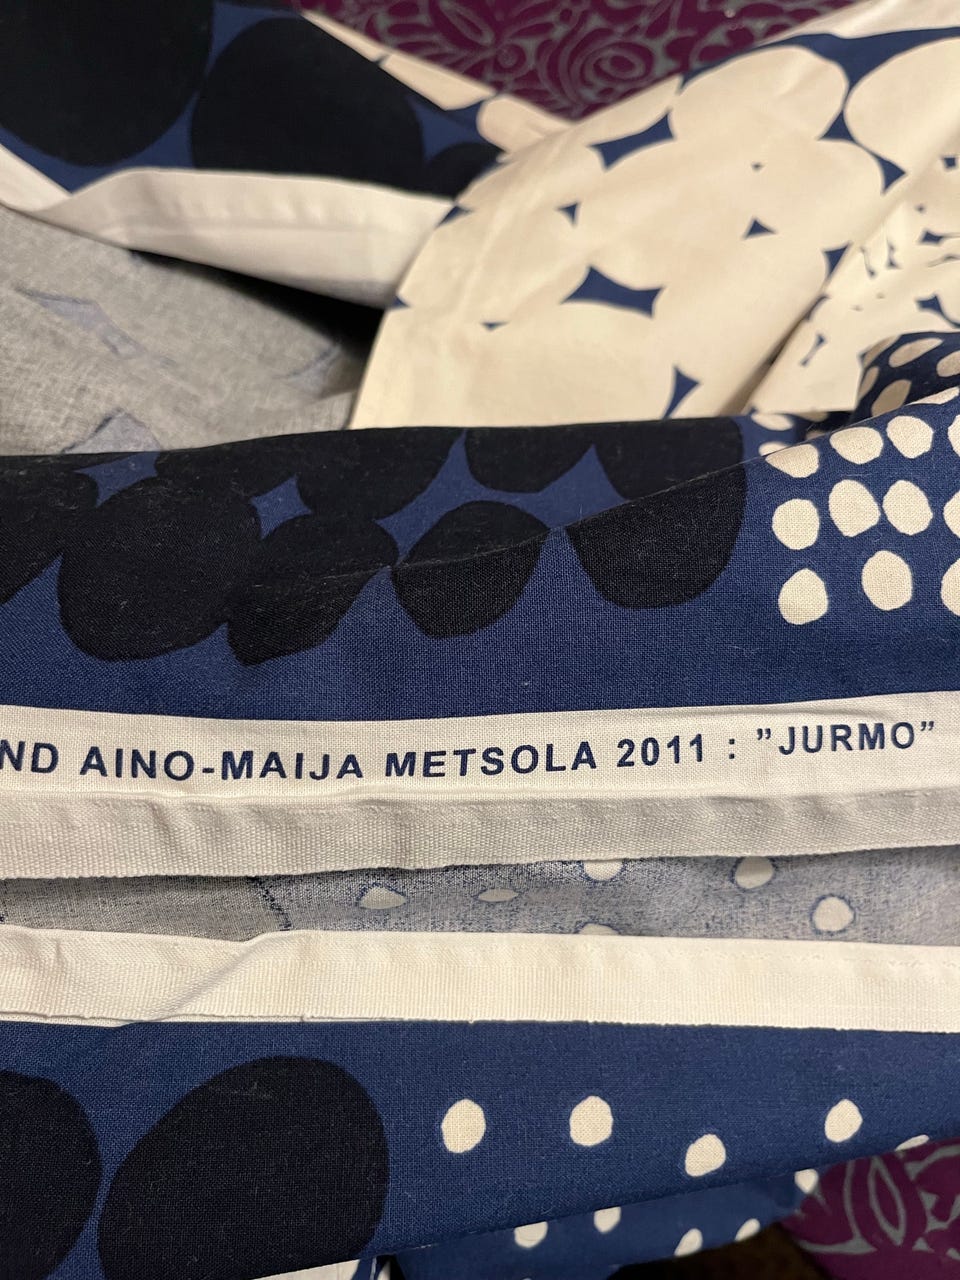 ND AINO-MAIJA METSOLA 2011 : ”JURMO”